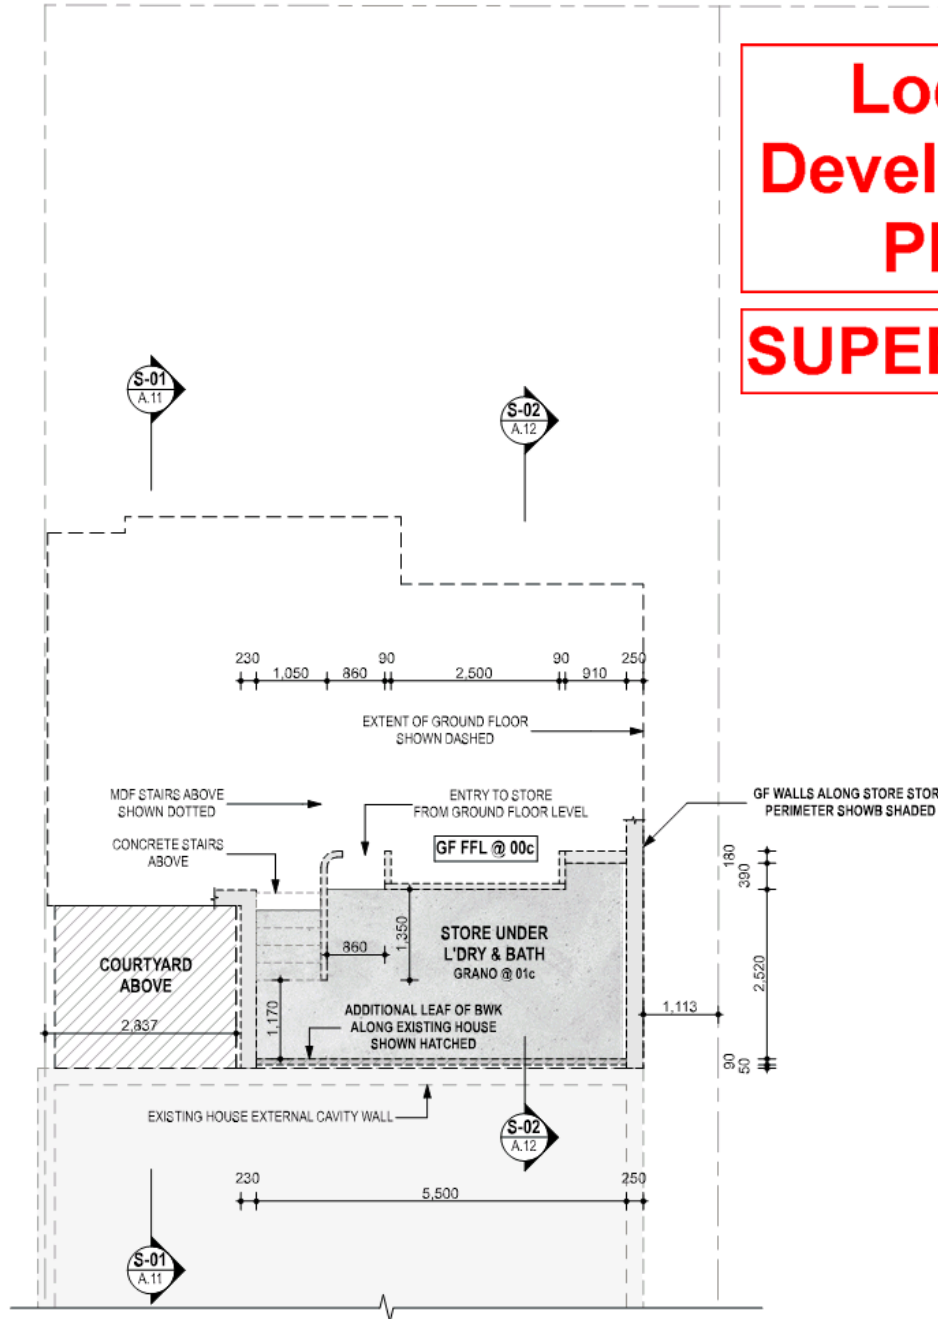 Loc
Devel
Pl
SUPE
S-01
A.11
S-02
A.12
230
90
90
250
1,050
860
2,500
910
EXTENT OF GROUND FLOOR
SHOWN DASHED
MDF STAIRS ABOVE
SHOWN DOTTED
ENTRY TO STORE
FROM GROUND FLOOR LEVEL
GF WALLS ALONG STORE STOR
PERIMETER SHOWB SHADED
CONCRETE STAIRS
ABOVE
GF FFL @ 00c
180
390
COURTYARD
ABOVE
860
1,350
STORE UNDER
L'DRY & BATH
GRANO @ 01c
2,520
2,837
1,170
ADDITIONAL LEAF OF BWK
ALONG EXISTING HOUSE
SHOWN HATCHED
1,113
90
50
EXISTING HOUSE EXTERNAL CAVITY WALL
S-02
A.12
230
5,500
250
S-01
A.11